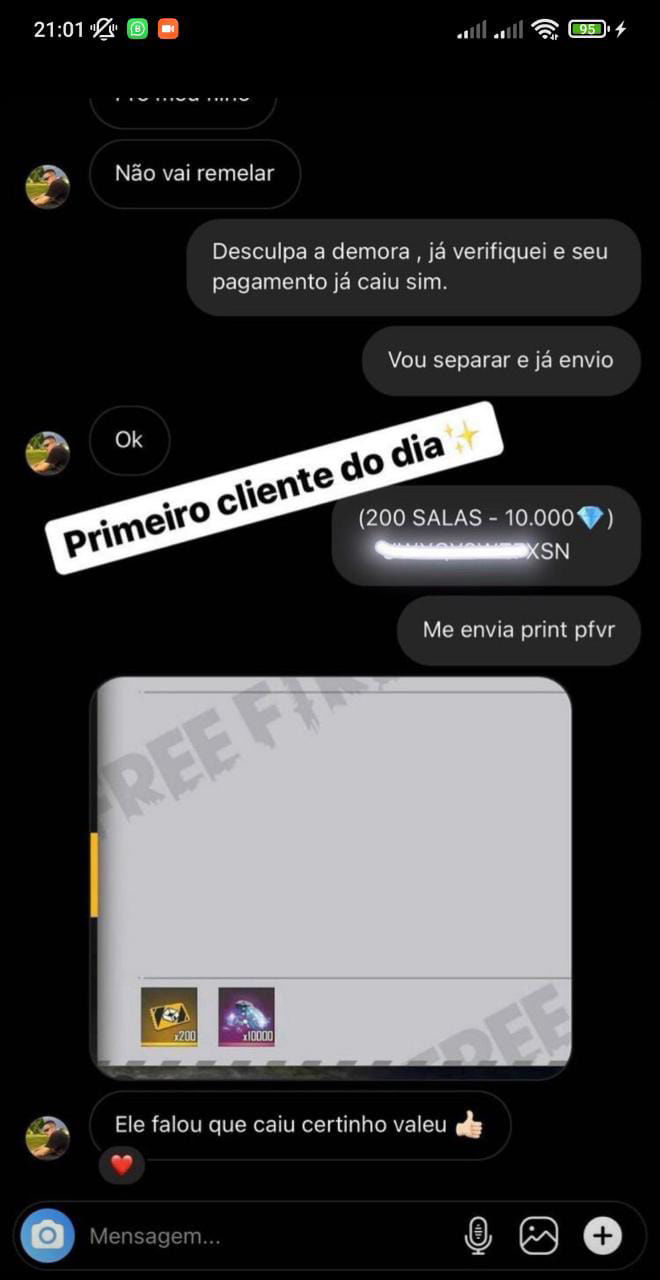 21:01
95
Não vai remelar
Desculpa a demora , já verifiquei e seu
pagamento já caiu sim.
Vou separar e já envio
Ok
Primeiro cliente do dia✨
(200 SALAS - 10.000💎)
XSN
Me envia print pfvr
FREE FIRE
x200
x10000
FREE
Ele falou que caiu certinho valeu 👍🏻
❤️
Mensagem...